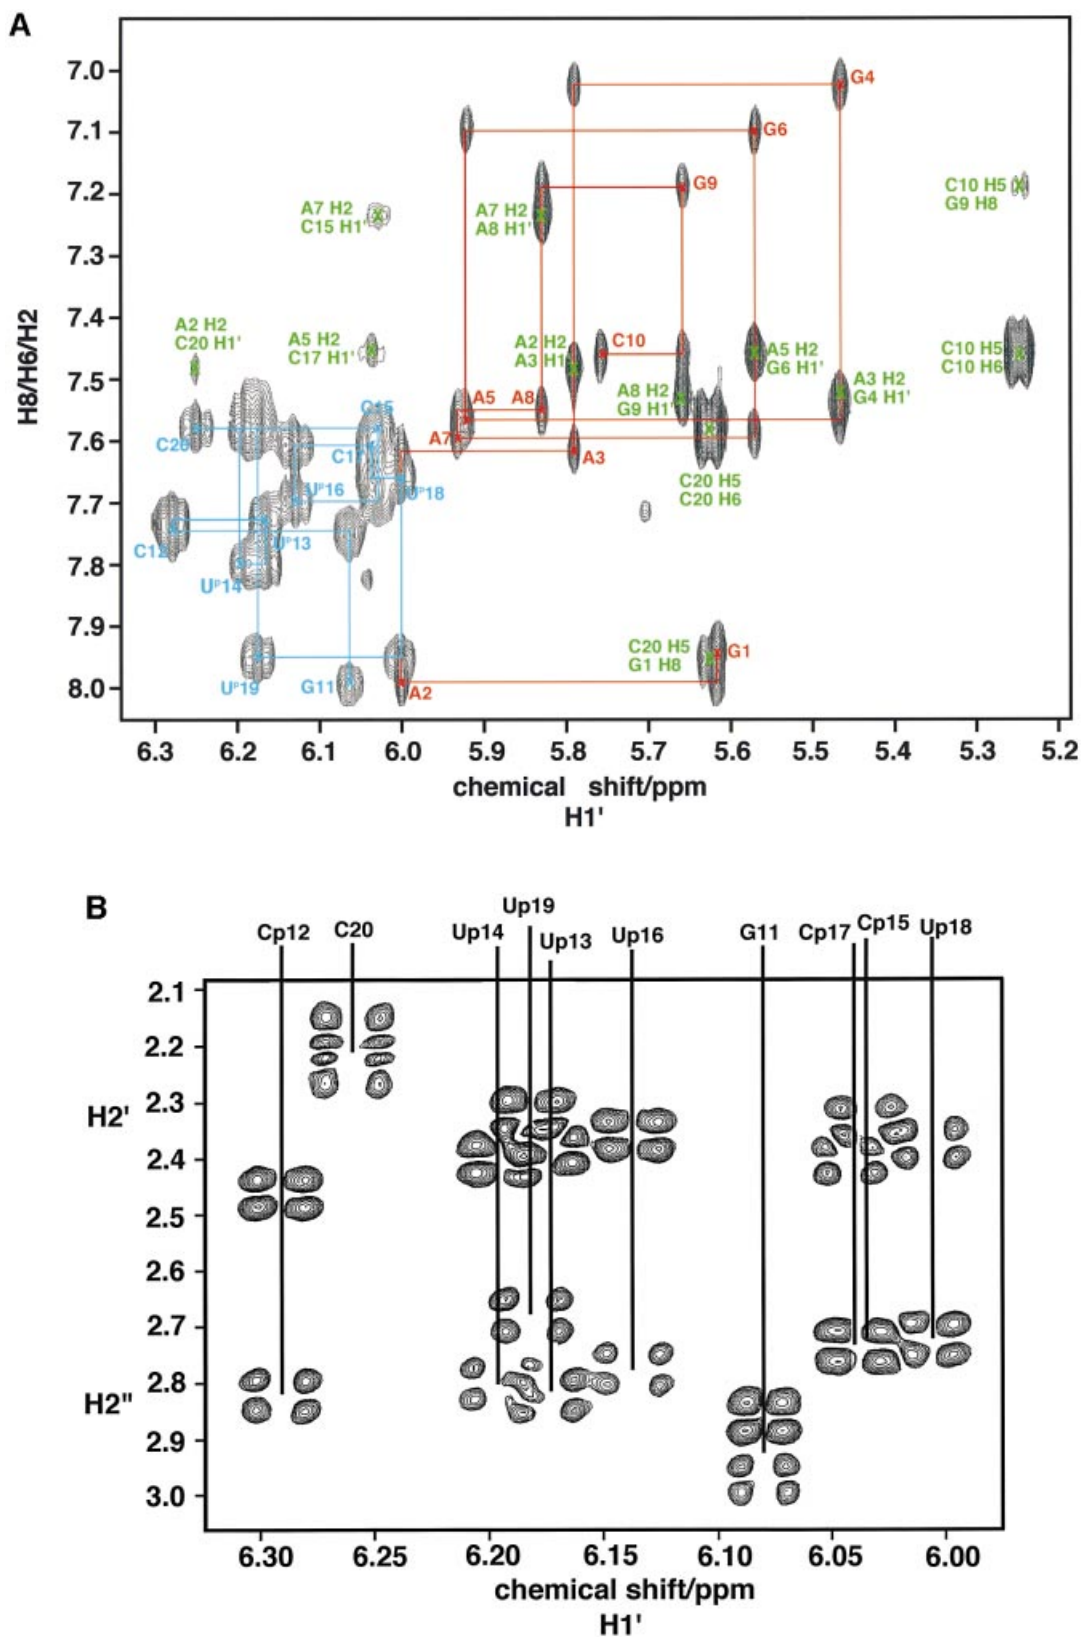 A
H8/H6/H2
7.0
7.1
7.2
7.3
7.4
7.5
7.6
7.7
7.8
7.9
8.0
G4
G6
G9
C10 H5
G9 H8
A7 H2
C15 H1'
A7 H2
A8 H1'
A2 H2
C20 H1'
A5 H2
C17 H1'
A2 H2
A3 H1'
C10
A5 H2
G6 H1'
C10 H5
C10 H6
A8 H2
G9 H1'
A3 H2
G4 H1'
A5
A8
C15
C20
A7
C17
A3
C20 H5
C20 H6
Uᵖ16
Uᵖ18
C12
Uᵖ13
Uᵖ14
C20 H5
G1 H8
G1
Uᵖ19
G11
A2
6.3 6.2 6.1 6.0 5.9 5.8 5.7 5.6 5.5 5.4 5.3 5.2
chemical shift/ppm
H1'
B
Up19
Cp12 C20 Up14 Up13 Up16 G11 Cp17 Cp15 Up18
2.1
2.2
2.3
H2'
2.4
2.5
2.6
2.7
2.8
H2"
2.9
3.0
6.30 6.25 6.20 6.15 6.10 6.05 6.00
chemical shift/ppm
H1'